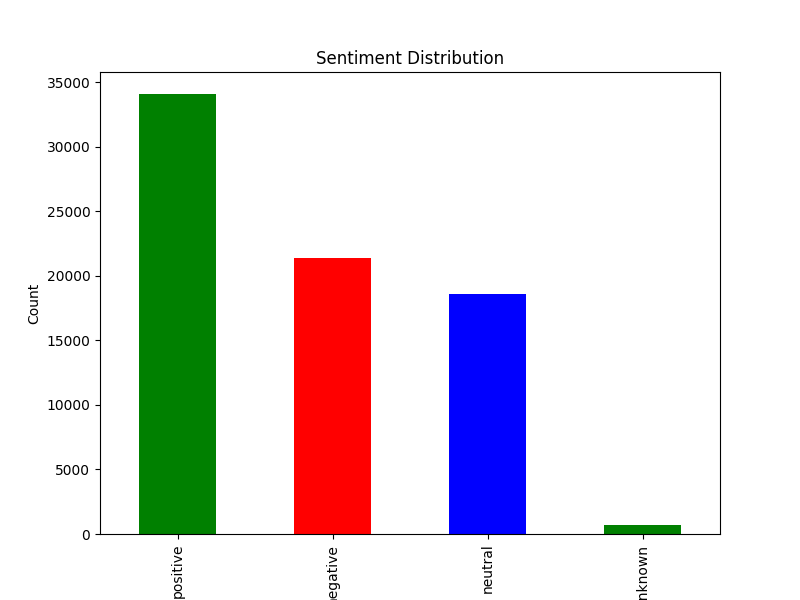 Sentiment Distribution
35000
30000
25000
20000
15000
10000
5000
0
Count
positive
egative
neutral
nknown